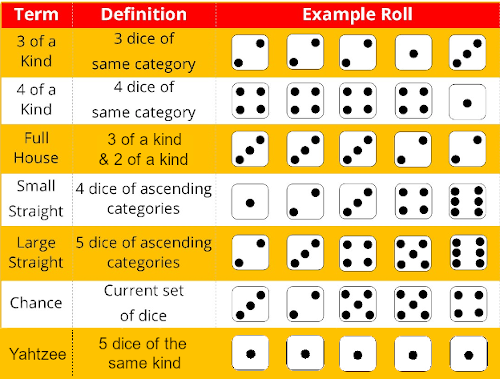 Term Definition Example Roll
3 of a
Kind
3 dice of
same category
4 of a
Kind
4 dice of
same category
Full
House
3 of a kind
& 2 of a kind
Small
Straight
4 dice of ascending
categories
Large
Straight
5 dice of ascending
categories
Chance
Current set
of dice
Yahtzee
5 dice of the
same kind